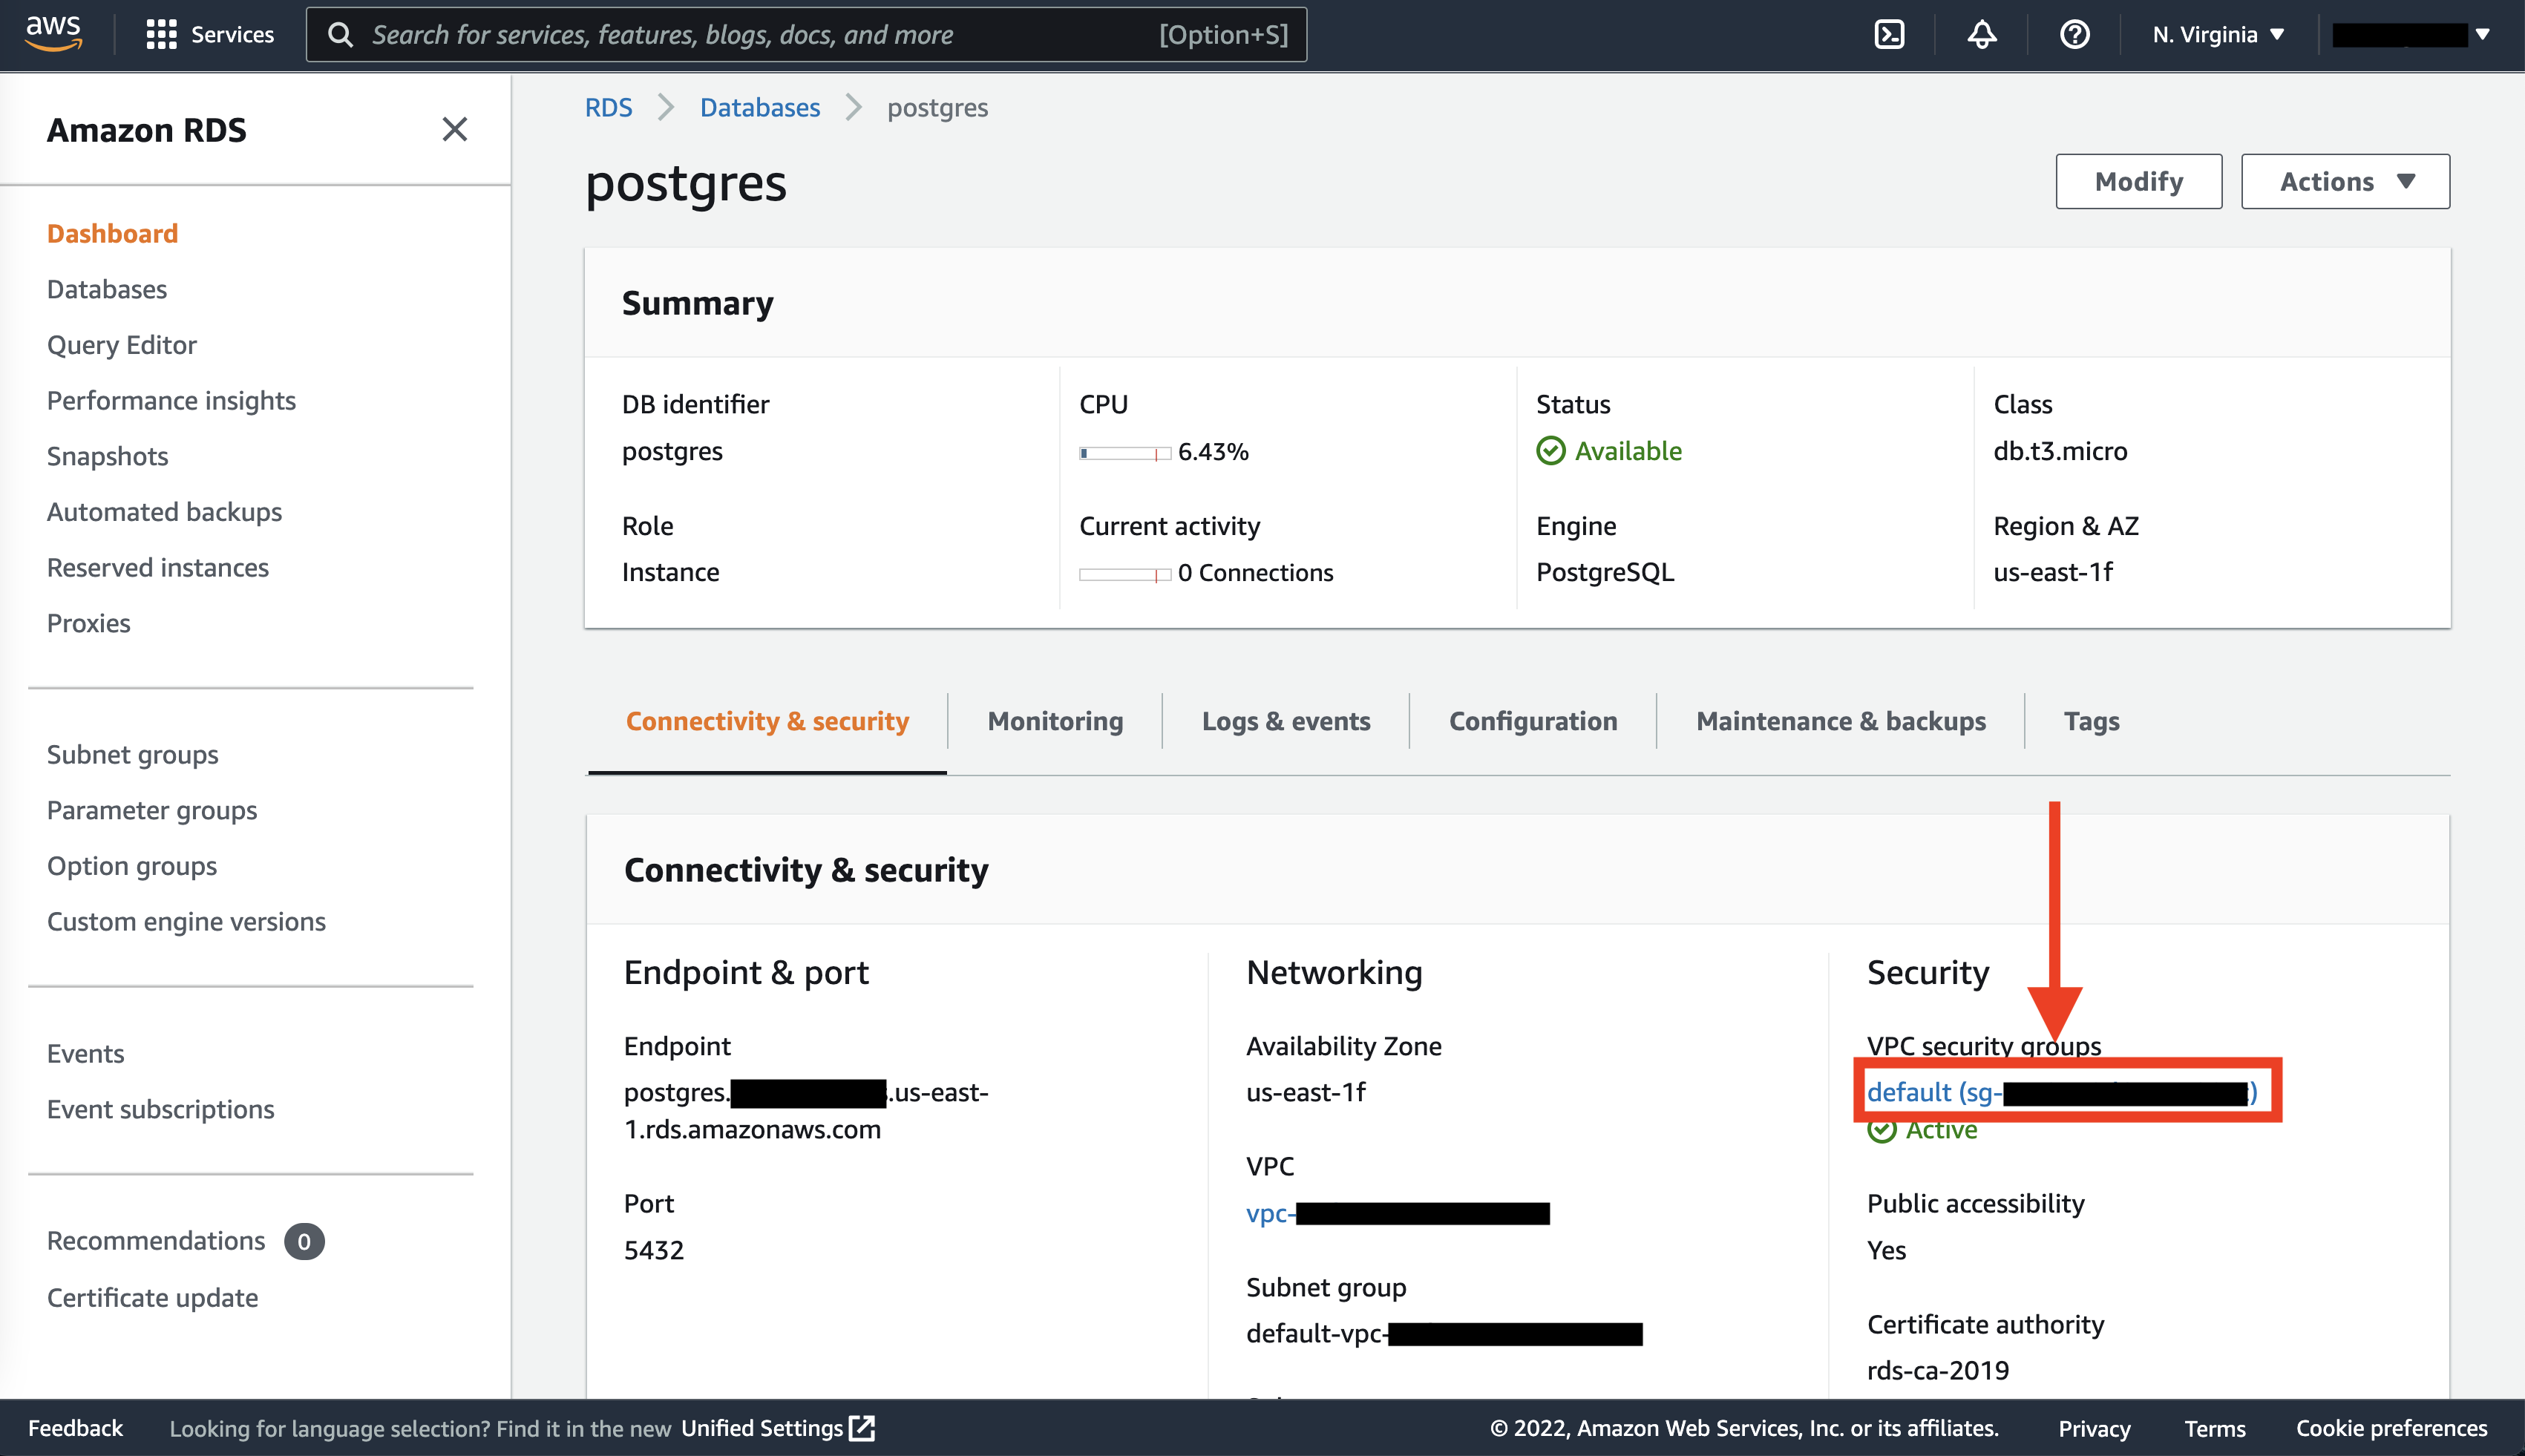 aws
Services
Search for services, features, blogs, docs, and more
[Option+S]
N. Virginia
Amazon RDS
Dashboard
Databases
Query Editor
Performance insights
Snapshots
Automated backups
Reserved instances
Proxies
Subnet groups
Parameter groups
Option groups
Custom engine versions
Events
Event subscriptions
Recommendations 0
Certificate update
RDS > Databases > postgres
postgres
Modify
Actions
Summary
DB identifier
postgres
CPU
6.43%
Status
Available
Class
db.t3.micro
Role
Instance
Current activity
0 Connections
Engine
PostgreSQL
Region & AZ
us-east-1f
Connectivity & security
Monitoring
Logs & events
Configuration
Maintenance & backups
Tags
Connectivity & security
Endpoint & port
Endpoint
postgres. .us-east-
1.rds.amazonaws.com
Port
5432
Networking
Availability Zone
us-east-1f
VPC
vpc-
Subnet group
default-vpc-
Security
VPC security groups
default (sg- )
Active
Public accessibility
Yes
Certificate authority
rds-ca-2019
Feedback
Looking for language selection? Find it in the new Unified Settings
© 2022, Amazon Web Services, Inc. or its affiliates.
Privacy
Terms
Cookie preferences